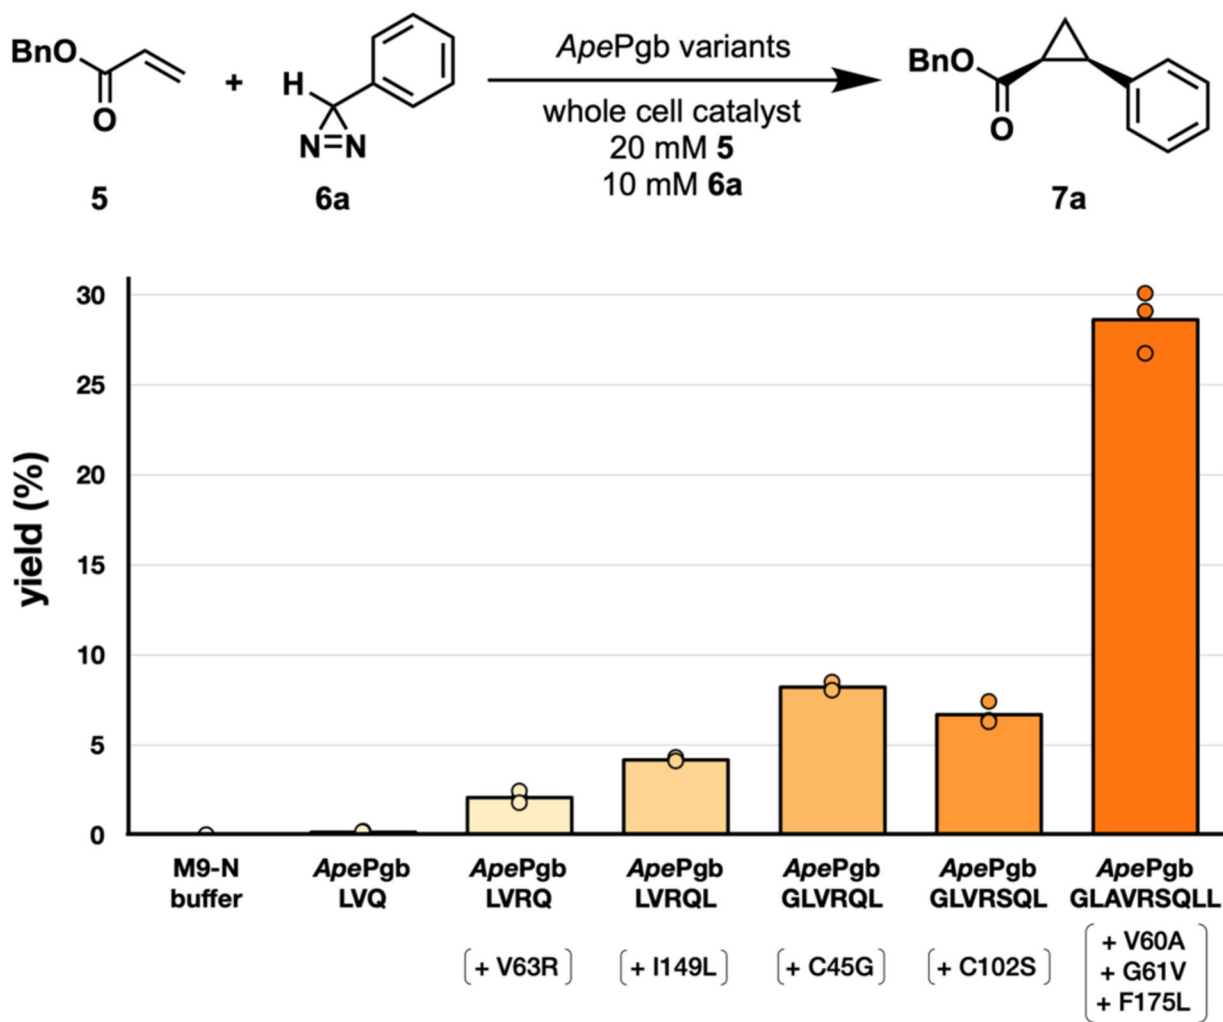 BnO
O
5
+
H
N=N
6a
ApePgb variants
whole cell catalyst
20 mM 5
10 mM 6a
BnO
O
7a
yield (%)
30
25
20
15
10
5
0
M9-N
buffer
ApePgb
LVQ
ApePgb
LVRQ
[+ V63R]
ApePgb
LVRQL
[+ I149L]
ApePgb
GLVRQL
[+ C45G]
ApePgb
GLVRSQL
[+ C102S]
ApePgb
GLAVRSQLL
+ V60A
+ G61V
+ F175L